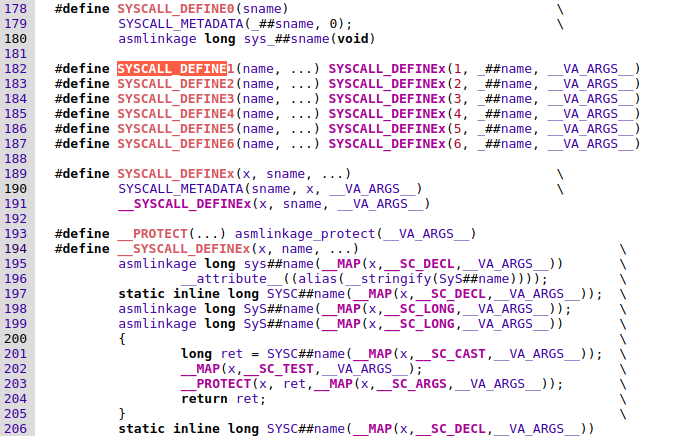 178 #define SYSCALL_DEFINE0(sname) \
179 SYSCALL_METADATA(_##sname, 0); \
180 asmlinkage long sys_##sname(void)
181
182 #define SYSCALL_DEFINE1(name, ...) SYSCALL_DEFINEx(1, _##name, __VA_ARGS__)
183 #define SYSCALL_DEFINE2(name, ...) SYSCALL_DEFINEx(2, _##name, __VA_ARGS__)
184 #define SYSCALL_DEFINE3(name, ...) SYSCALL_DEFINEx(3, _##name, __VA_ARGS__)
185 #define SYSCALL_DEFINE4(name, ...) SYSCALL_DEFINEx(4, _##name, __VA_ARGS__)
186 #define SYSCALL_DEFINE5(name, ...) SYSCALL_DEFINEx(5, _##name, __VA_ARGS__)
187 #define SYSCALL_DEFINE6(name, ...) SYSCALL_DEFINEx(6, _##name, __VA_ARGS__)
188
189 #define SYSCALL_DEFINEx(x, sname, ...) \
190 SYSCALL_METADATA(sname, x, __VA_ARGS__) \
191 __SYSCALL_DEFINEx(x, sname, __VA_ARGS__)
192
193 #define __PROTECT(...) asmlinkage_protect(__VA_ARGS__)
194 #define __SYSCALL_DEFINEx(x, name, ...) \
195 asmlinkage long sys##name(__MAP(x,__SC_DECL,__VA_ARGS__)) \
196 __attribute__((alias(__stringify(SyS##name)))); \
197 static inline long SYSC##name(__MAP(x,__SC_DECL,__VA_ARGS__)); \
198 asmlinkage long SyS##name(__MAP(x,__SC_LONG,__VA_ARGS__)); \
199 asmlinkage long SyS##name(__MAP(x,__SC_LONG,__VA_ARGS__)) \
200 { \
201 long ret = SYSC##name(__MAP(x,__SC_CAST,__VA_ARGS__)); \
202 __MAP(x,__SC_TEST,__VA_ARGS__); \
203 __PROTECT(x, ret,__MAP(x,__SC_ARGS,__VA_ARGS__)); \
204 return ret; \
205 } \
206 static inline long SYSC##name(__MAP(x,__SC_DECL,__VA_ARGS__))